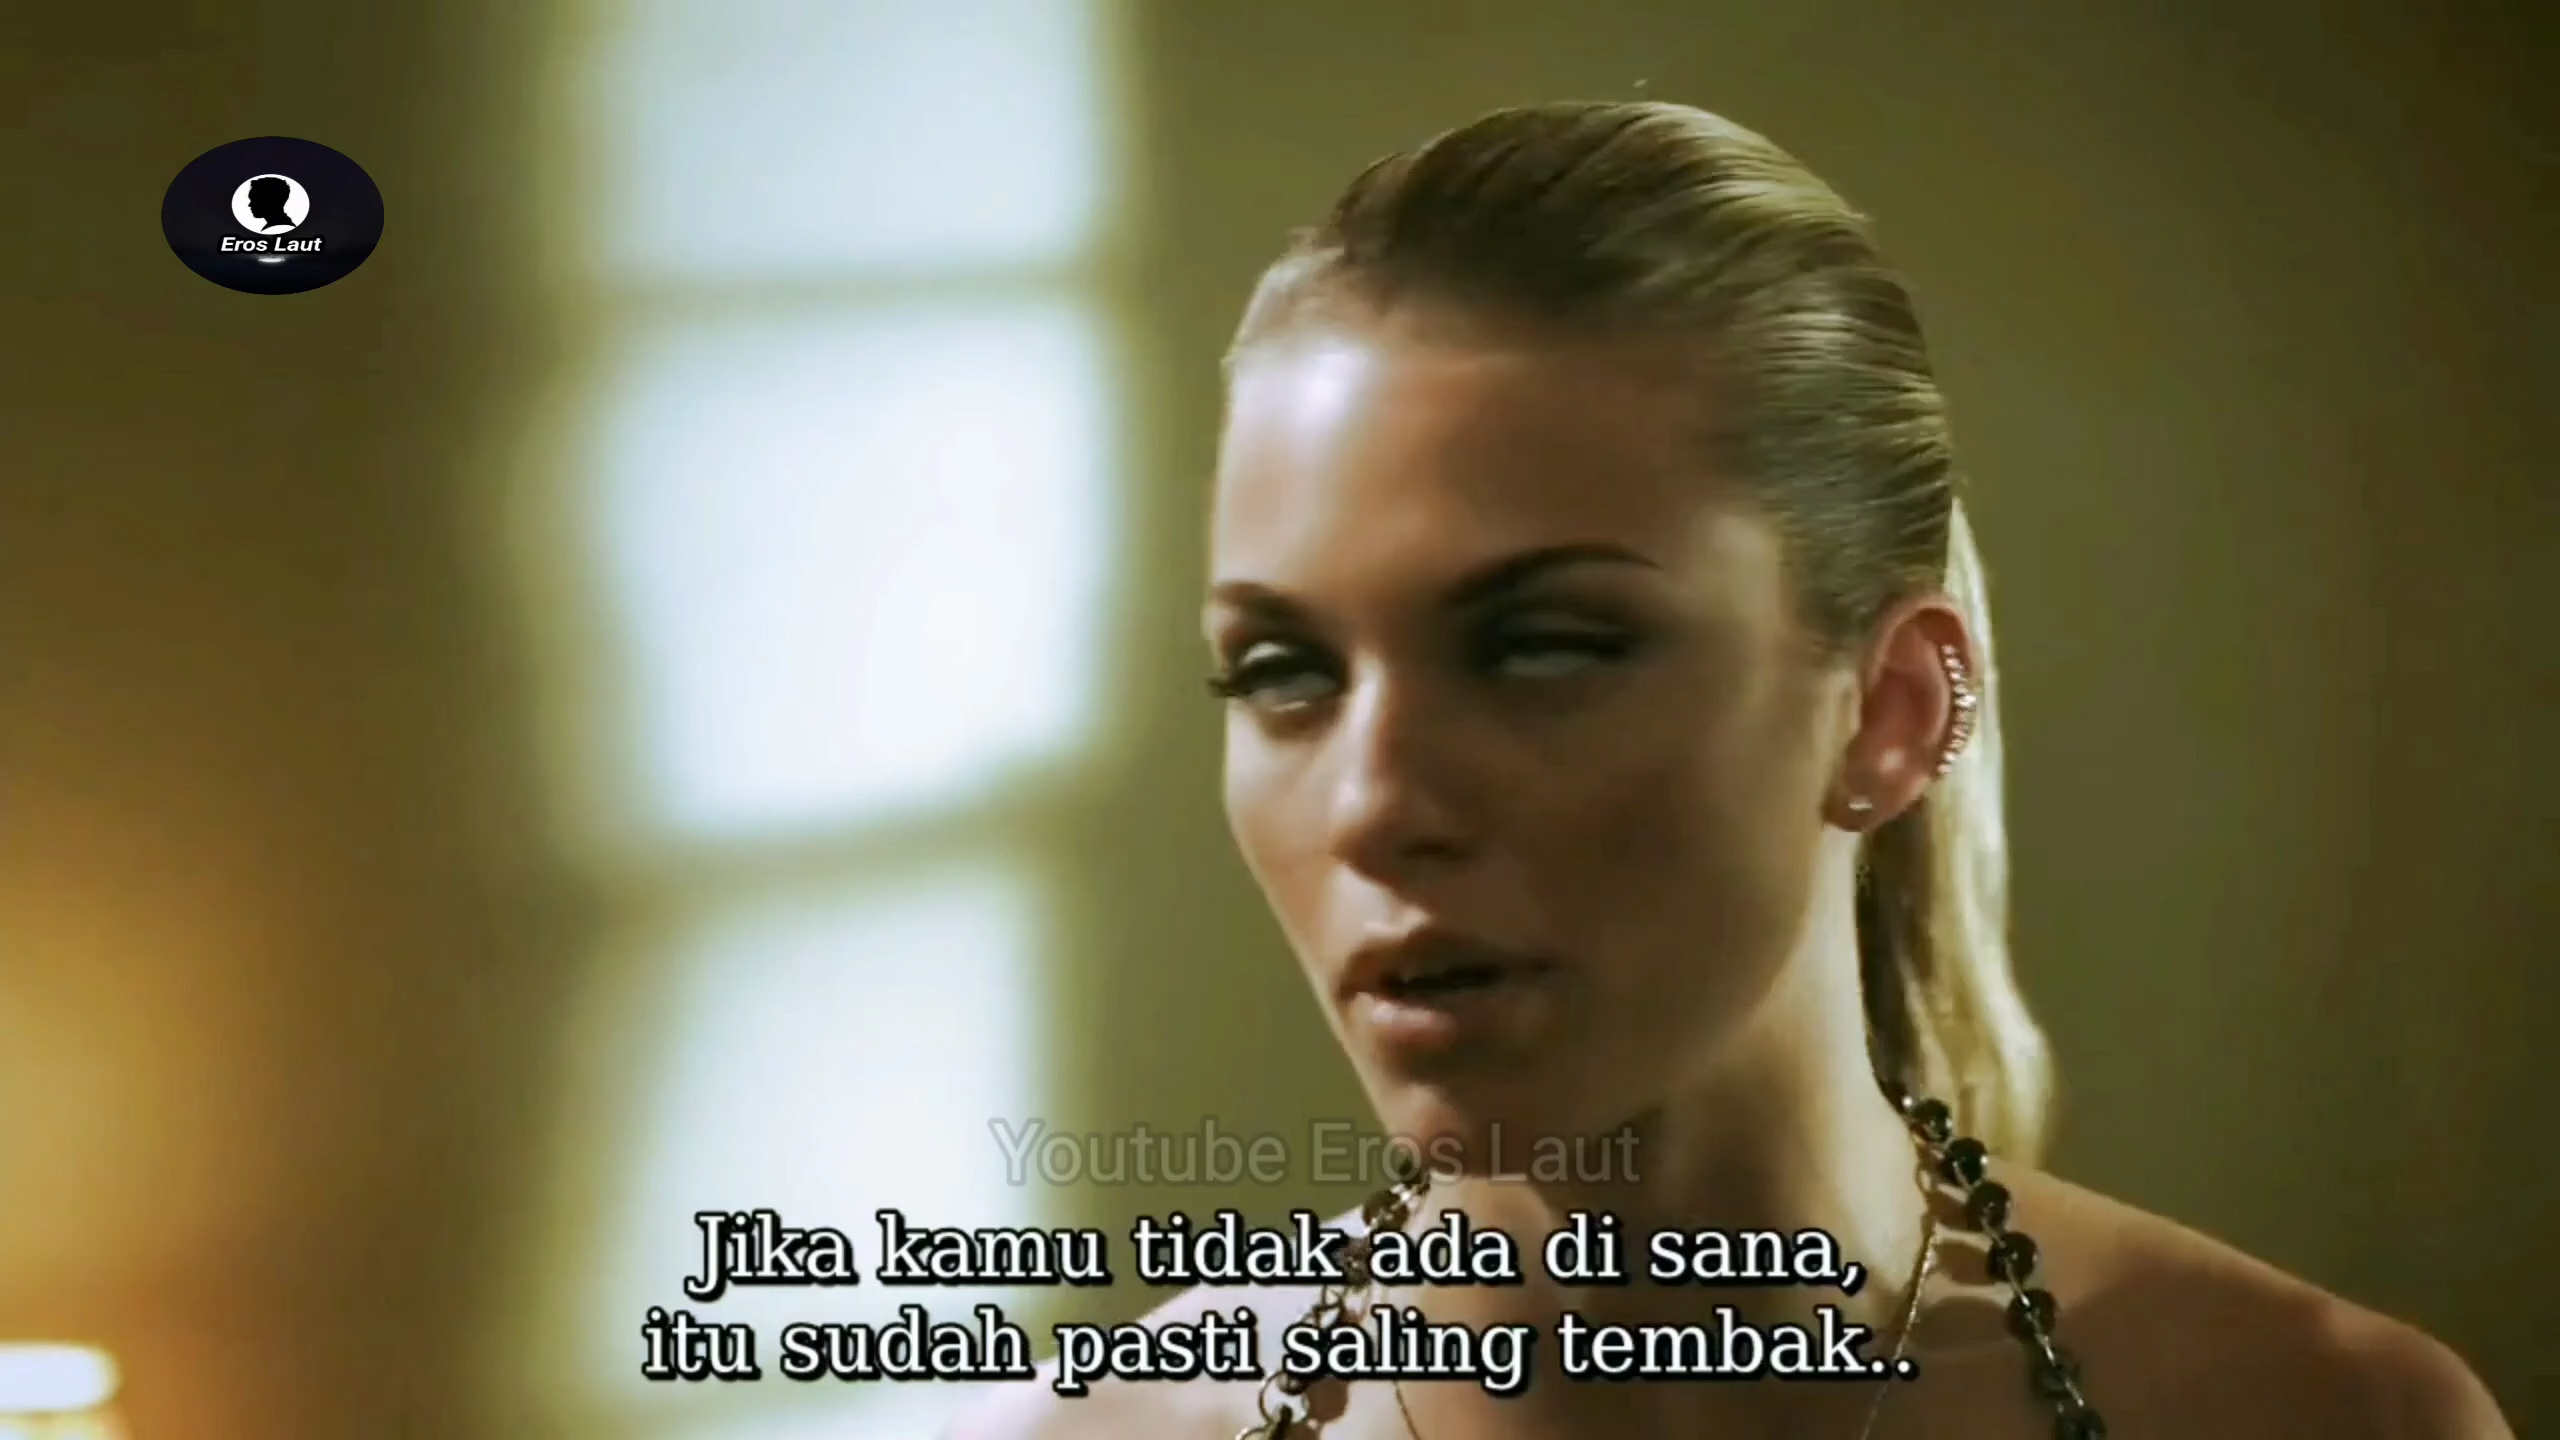 Eros Laut
Youtube Eros Laut
Jika kamu tidak ada di sana,
itu sudah pasti saling tembak..